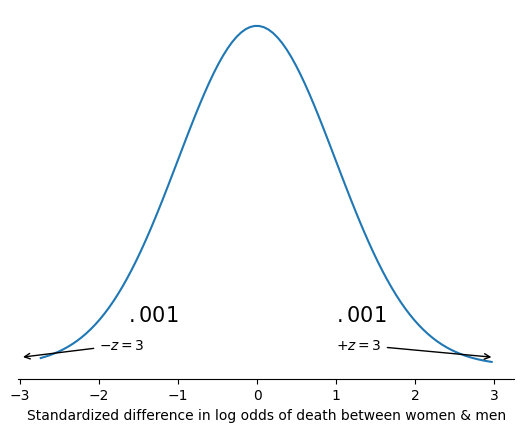 .001 .001
−z = 3 +z = 3
−3 −2 −1 0 1 2 3
Standardized difference in log odds of death between women & men